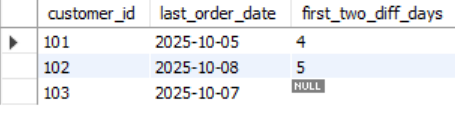 customer_id last_order_date first_two_diff_days
101 2025-10-05 4
102 2025-10-08 5
103 2025-10-07 NULL